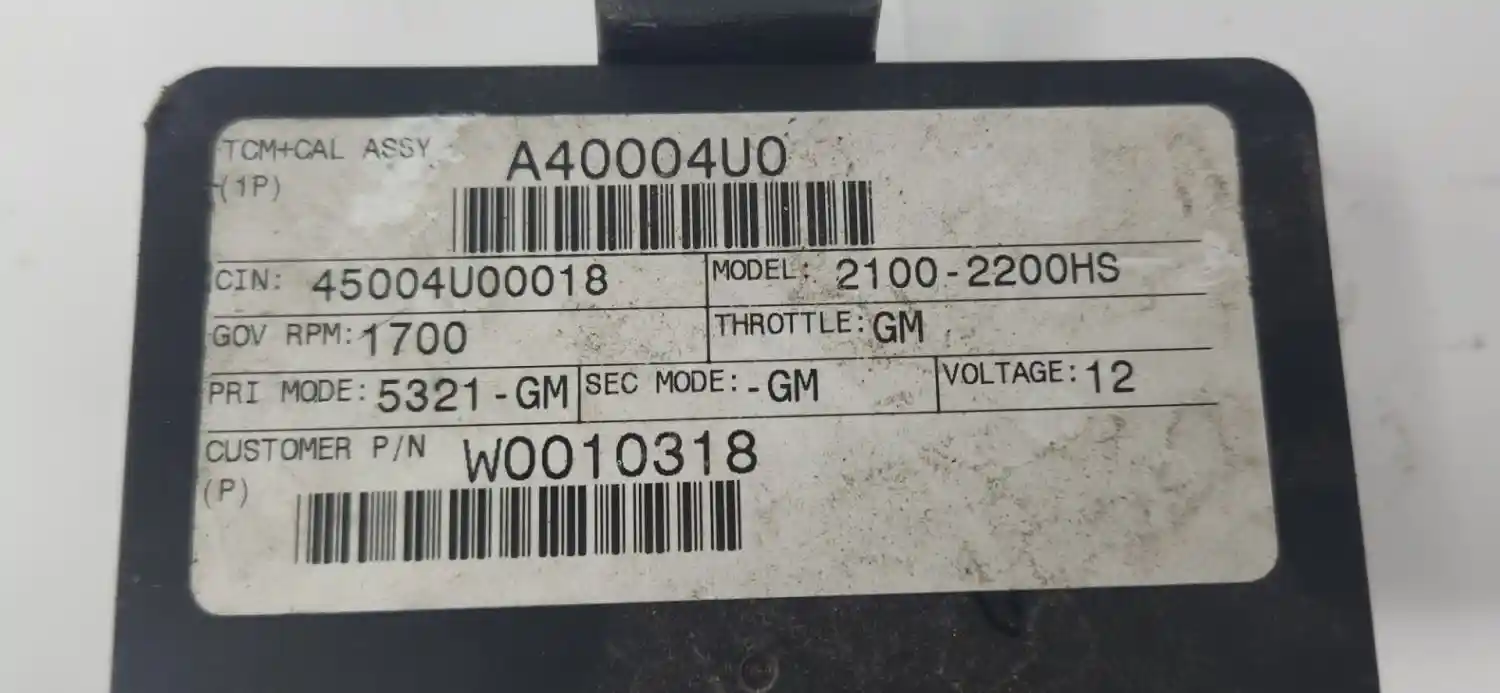 TCM+CAL ASSY A40004U0
(1P)
CIN: 45004U00018 MODEL: 2100-2200HS
GOV RPM: 1700 THROTTLE: GM
PRI MODE: 5321-GM SEC MODE: -GM VOLTAGE: 12
CUSTOMER P/N W0010318
(P)